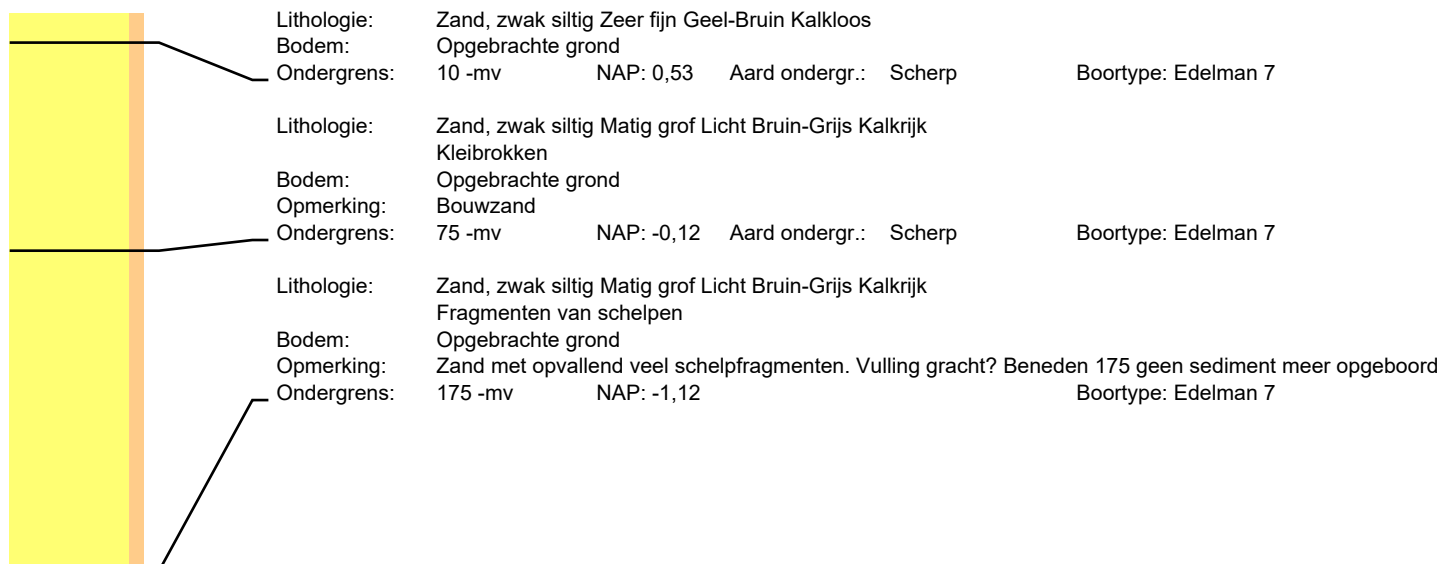 Lithologie: Zand, zwak siltig Zeer fijn Geel-Bruin Kalkloos
Bodem: Opgebrachte grond
Ondergrens: 10 -mv NAP: 0,53 Aard ondergr.: Scherp Boortype: Edelman 7
Lithologie: Zand, zwak siltig Matig grof Licht Bruin-Grijs Kalkrijk
Kleibrokken
Bodem: Opgebrachte grond
Opmerking: Bouwzand
Ondergrens: 75 -mv NAP: -0,12 Aard ondergr.: Scherp Boortype: Edelman 7
Lithologie: Zand, zwak siltig Matig grof Licht Bruin-Grijs Kalkrijk
Fragmenten van schelpen
Bodem: Opgebrachte grond
Opmerking: Zand met opvallend veel schelpfragmenten. Vulling gracht? Beneden 175 geen sediment meer opgeboord
Ondergrens: 175 -mv NAP: -1,12 Boortype: Edelman 7